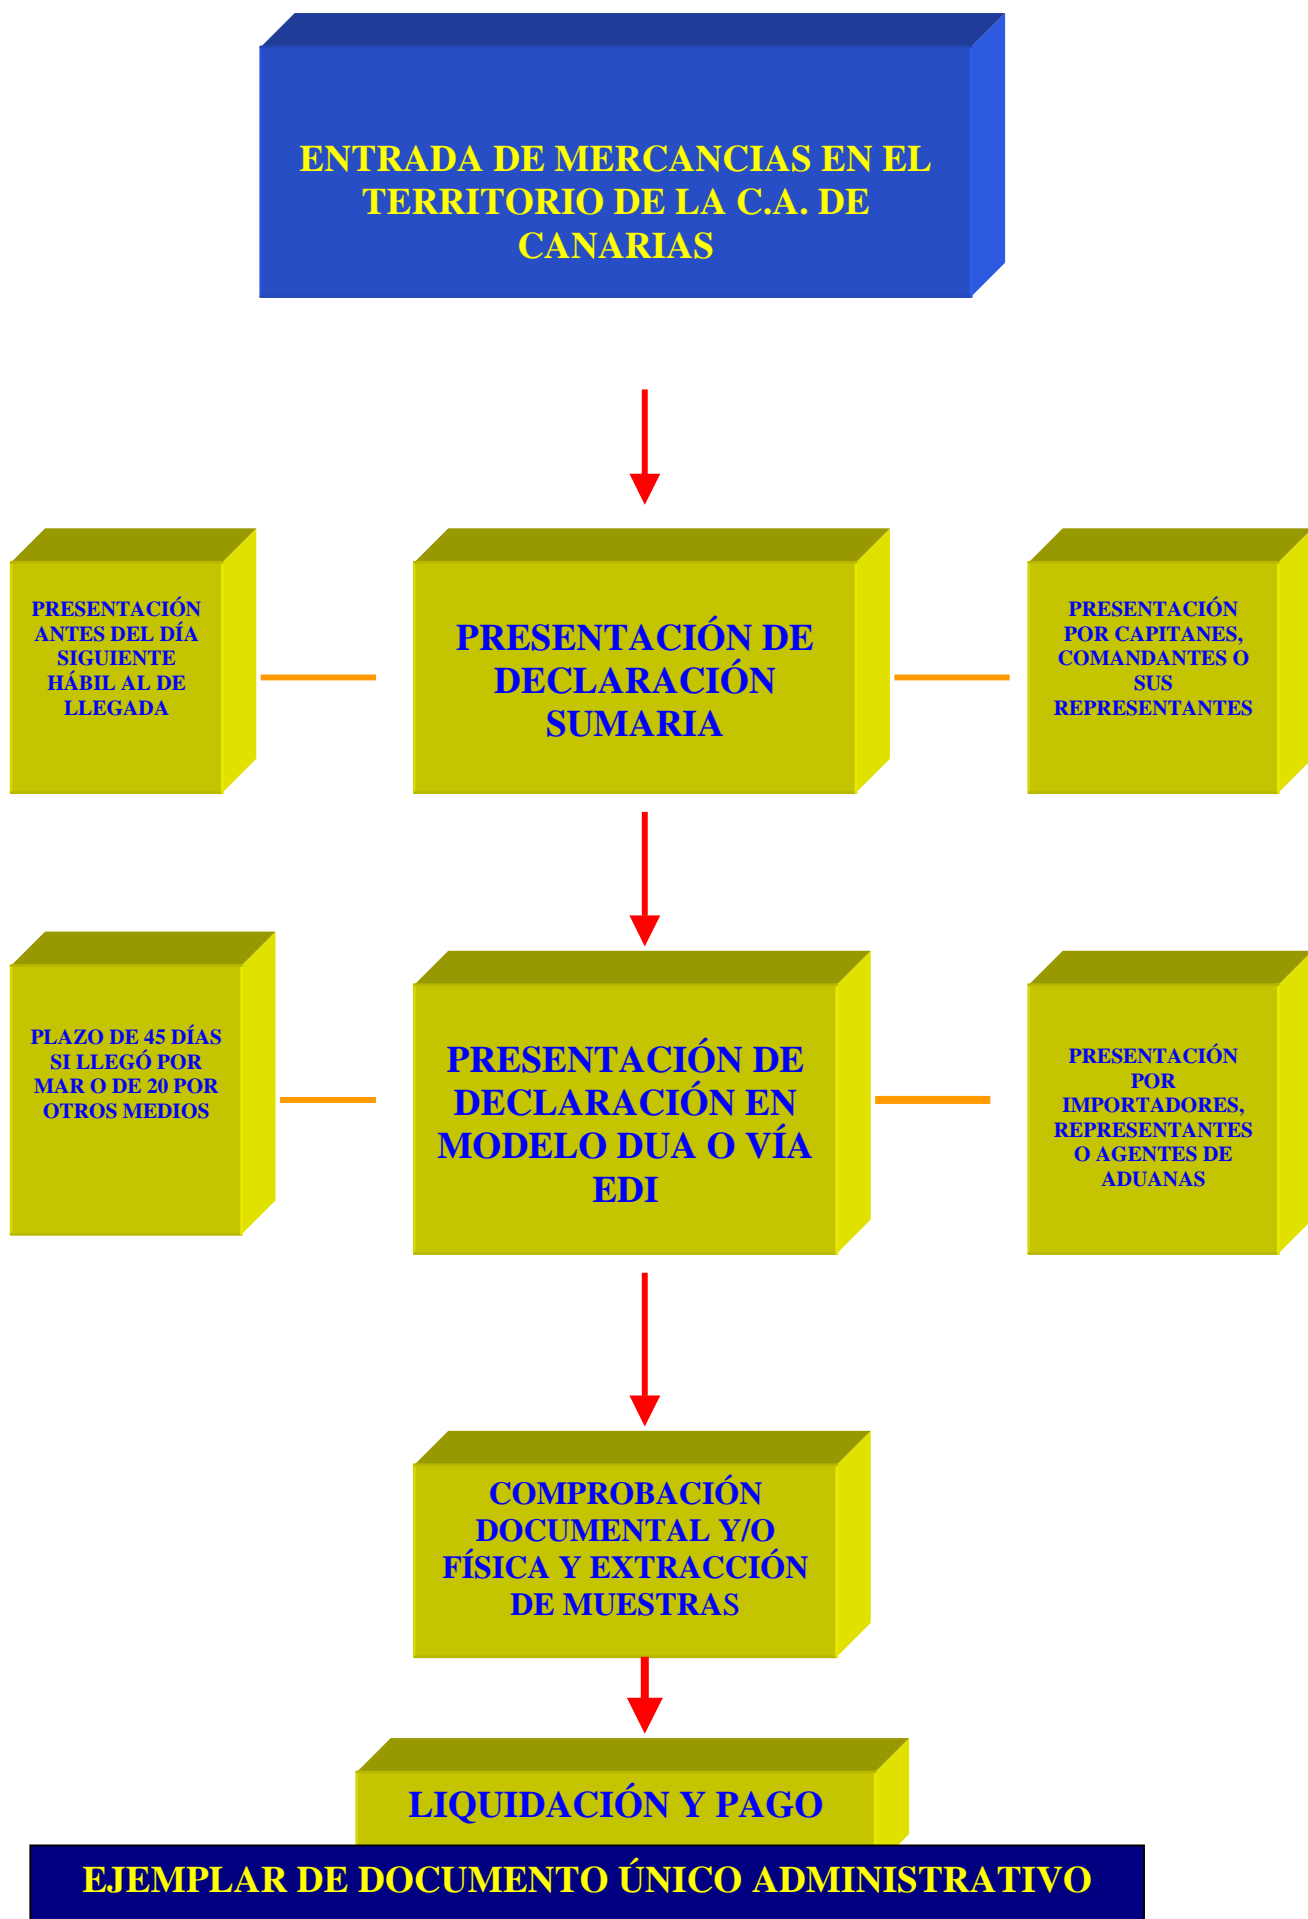 ENTRADA DE MERCANCIAS EN EL
TERRITORIO DE LA C.A. DE
CANARIAS
PRESENTACIÓN
ANTES DEL DÍA
SIGUIENTE
HÁBIL AL DE
LLEGADA
PRESENTACIÓN DE
DECLARACIÓN
SUMARIA
PRESENTACIÓN
POR CAPITANES,
COMANDANTES O
SUS
REPRESENTANTES
PLAZO DE 45 DÍAS
SI LLEGÓ POR
MAR O DE 20 POR
OTROS MEDIOS
PRESENTACIÓN DE
DECLARACIÓN EN
MODELO DUA O VÍA
EDI
PRESENTACIÓN
POR
IMPORTADORES,
REPRESENTANTES
O AGENTES DE
ADUANAS
COMPROBACIÓN
DOCUMENTAL Y/O
FÍSICA Y EXTRACCIÓN
DE MUESTRAS
LIQUIDACIÓN Y PAGO
EJEMPLAR DE DOCUMENTO ÚNICO ADMINISTRATIVO